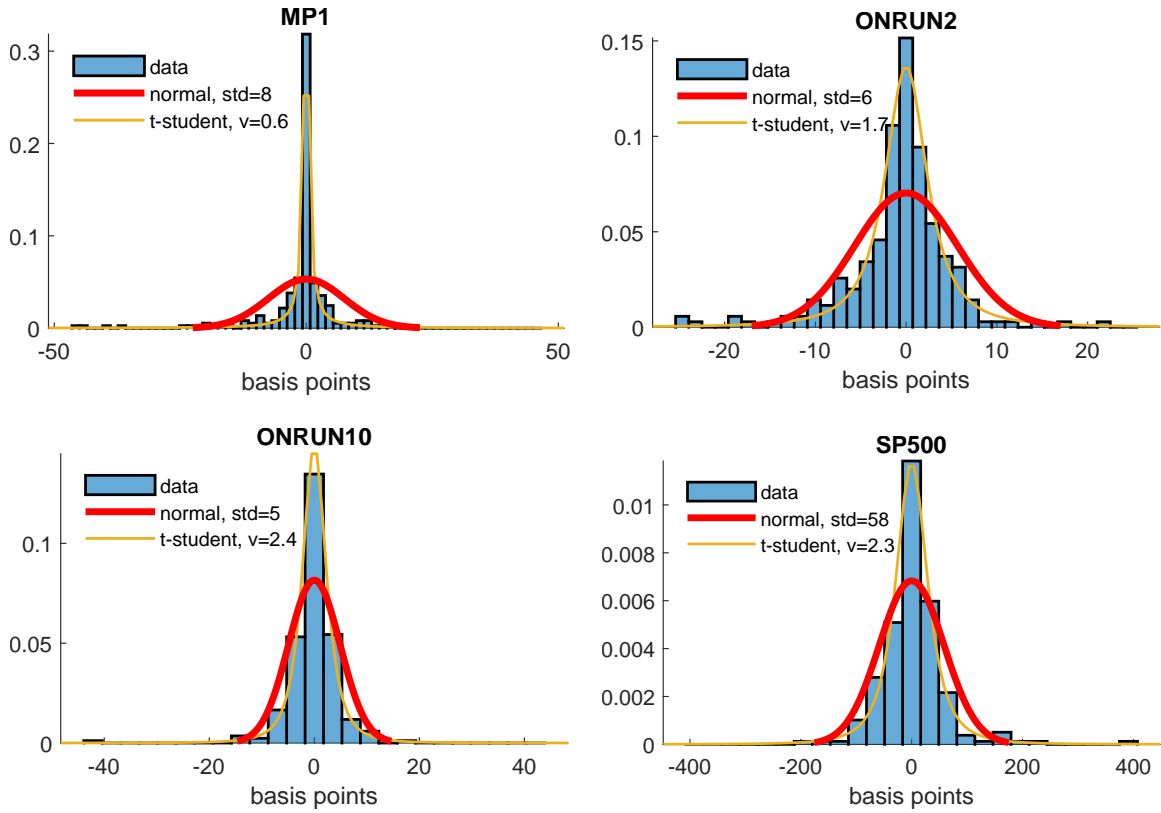 MP1
0.3
0.2
0.1
0
data
normal, std=8
t-student, v=0.6
-50
0
50
basis points
ONRUN2
0.15
0.1
0.05
0
data
normal, std=6
t-student, v=1.7
-20
-10
0
10
20
basis points
ONRUN10
0.1
0.05
0
data
normal, std=5
t-student, v=2.4
-40
-20
0
20
40
basis points
SP500
0.01
0.008
0.006
0.004
0.002
0
data
normal, std=58
t-student, v=2.3
-400
-200
0
200
400
basis points